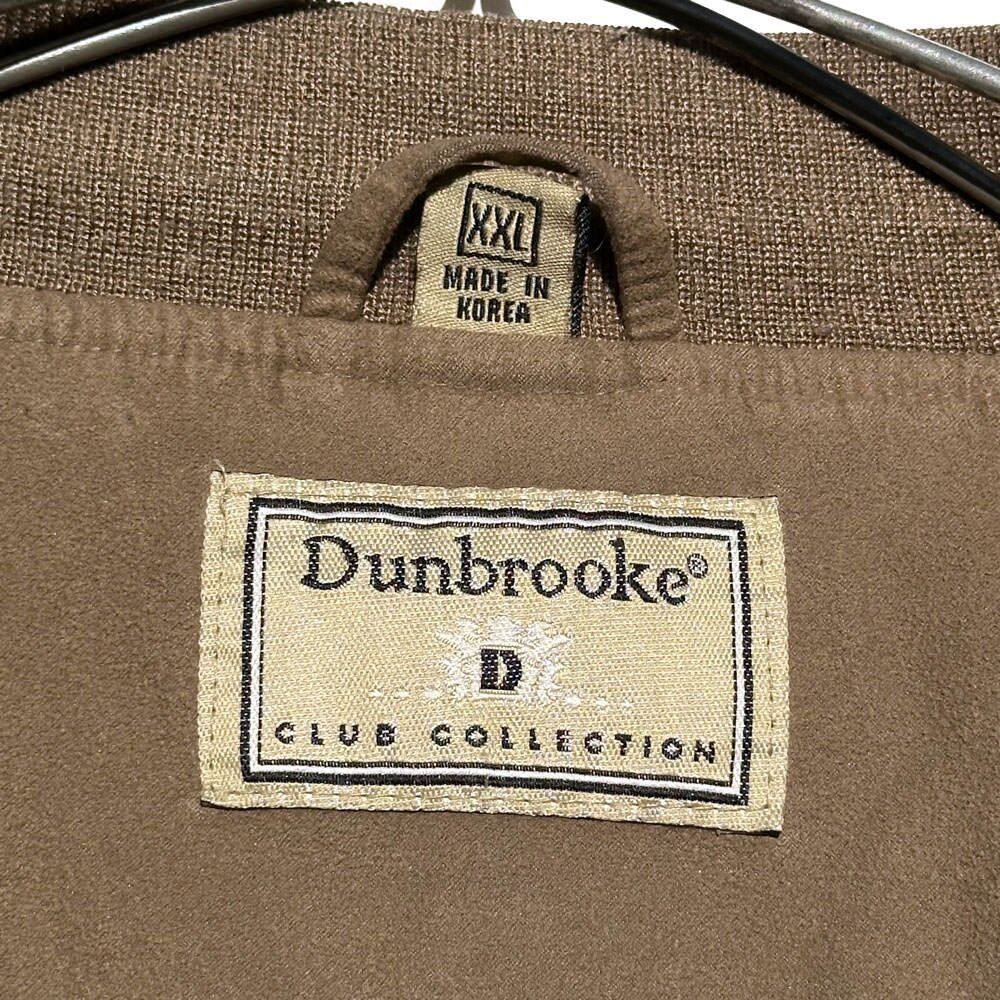 XXL
MADE IN
KOREA
Dunbrooke®
D
CLUB COLLECTION